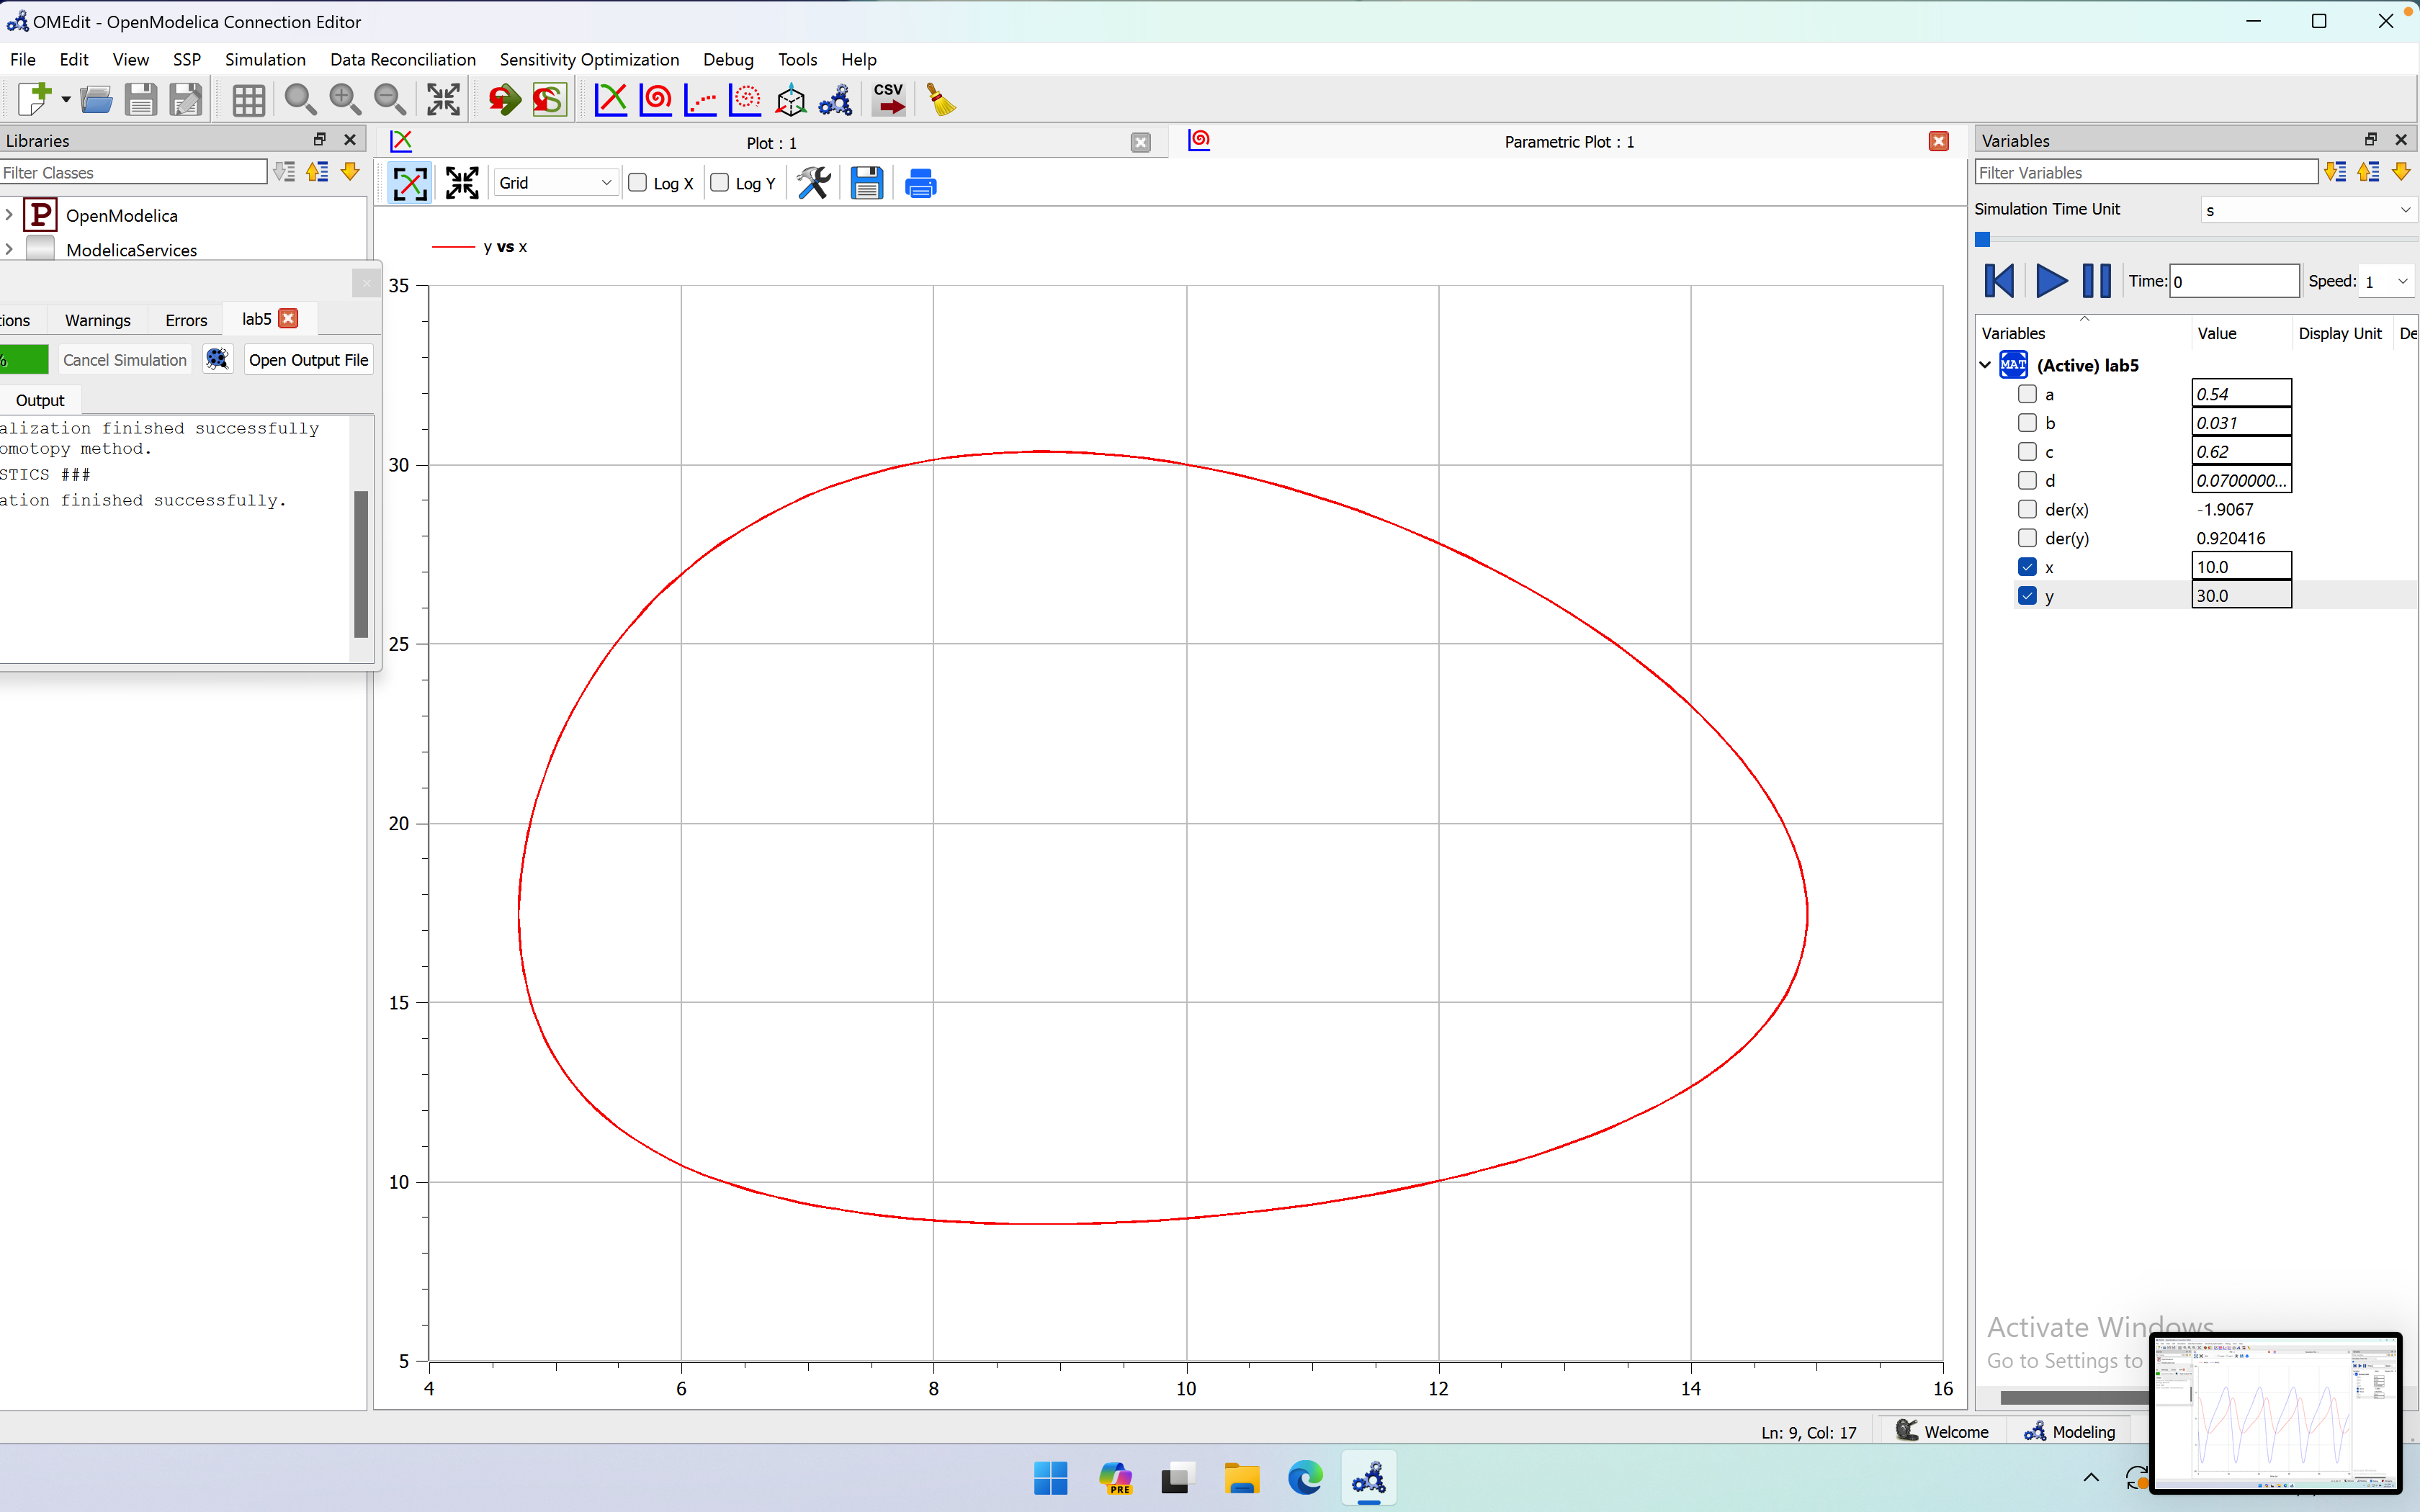 OMEdit - OpenModelica Connection Editor
File Edit View SSP Simulation Data Reconciliation Sensitivity Optimization Debug Tools Help
CSV
Libraries
Filter Classes
OpenModelica
ModelicaServices
ions Warnings Errors lab5
% Cancel Simulation Open Output File
Output
alization finished successfully
omotopy method.
STICS ###
ation finished successfully.
Plot : 1
Parametric Plot : 1
Grid Log X Log Y
y vs x
35
30
25
20
15
10
5
4 6 8 10 12 14 16
Variables
Filter Variables
Simulation Time Unit s
Time: 0 Speed: 1
Variables Value Display Unit De
MAT (Active) lab5
a 0.54
b 0.031
c 0.62
d 0.0700000...
der(x) -1.9067
der(y) 0.920416
x 10.0
y 30.0
Activate Windows
Go to Settings to
Ln: 9, Col: 17 Welcome Modeling
PRE